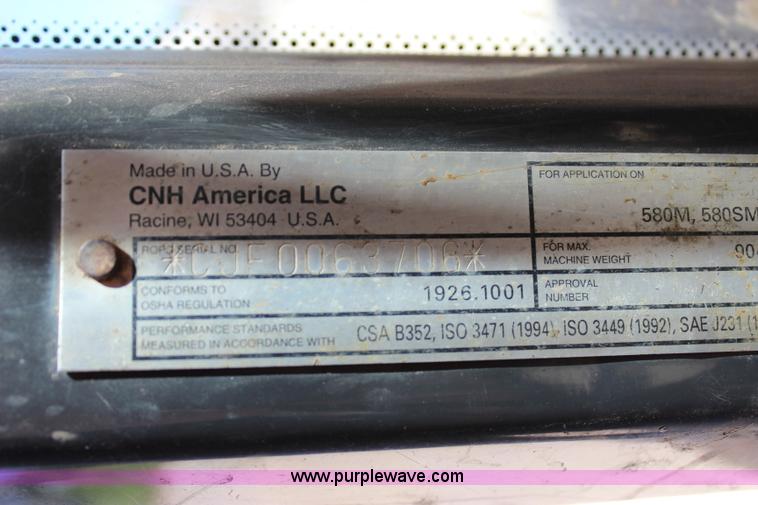 Made in U.S.A. By
CNH America LLC
Racine, WI 53404 U.S.A.
ROPS SERIAL NO
CONFORMS TO
OSHA REGULATION
1926.1001
PERFORMANCE STANDARDS
MEASURED IN ACCORDANCE WITH
CSA B352, ISO 3471 (1994), ISO 3449 (1992), SAE J231 (1
FOR APPLICATION ON
580M, 580SM
FOR MAX.
MACHINE WEIGHT
90
APPROVAL
NUMBER
/
www.purplewave.com